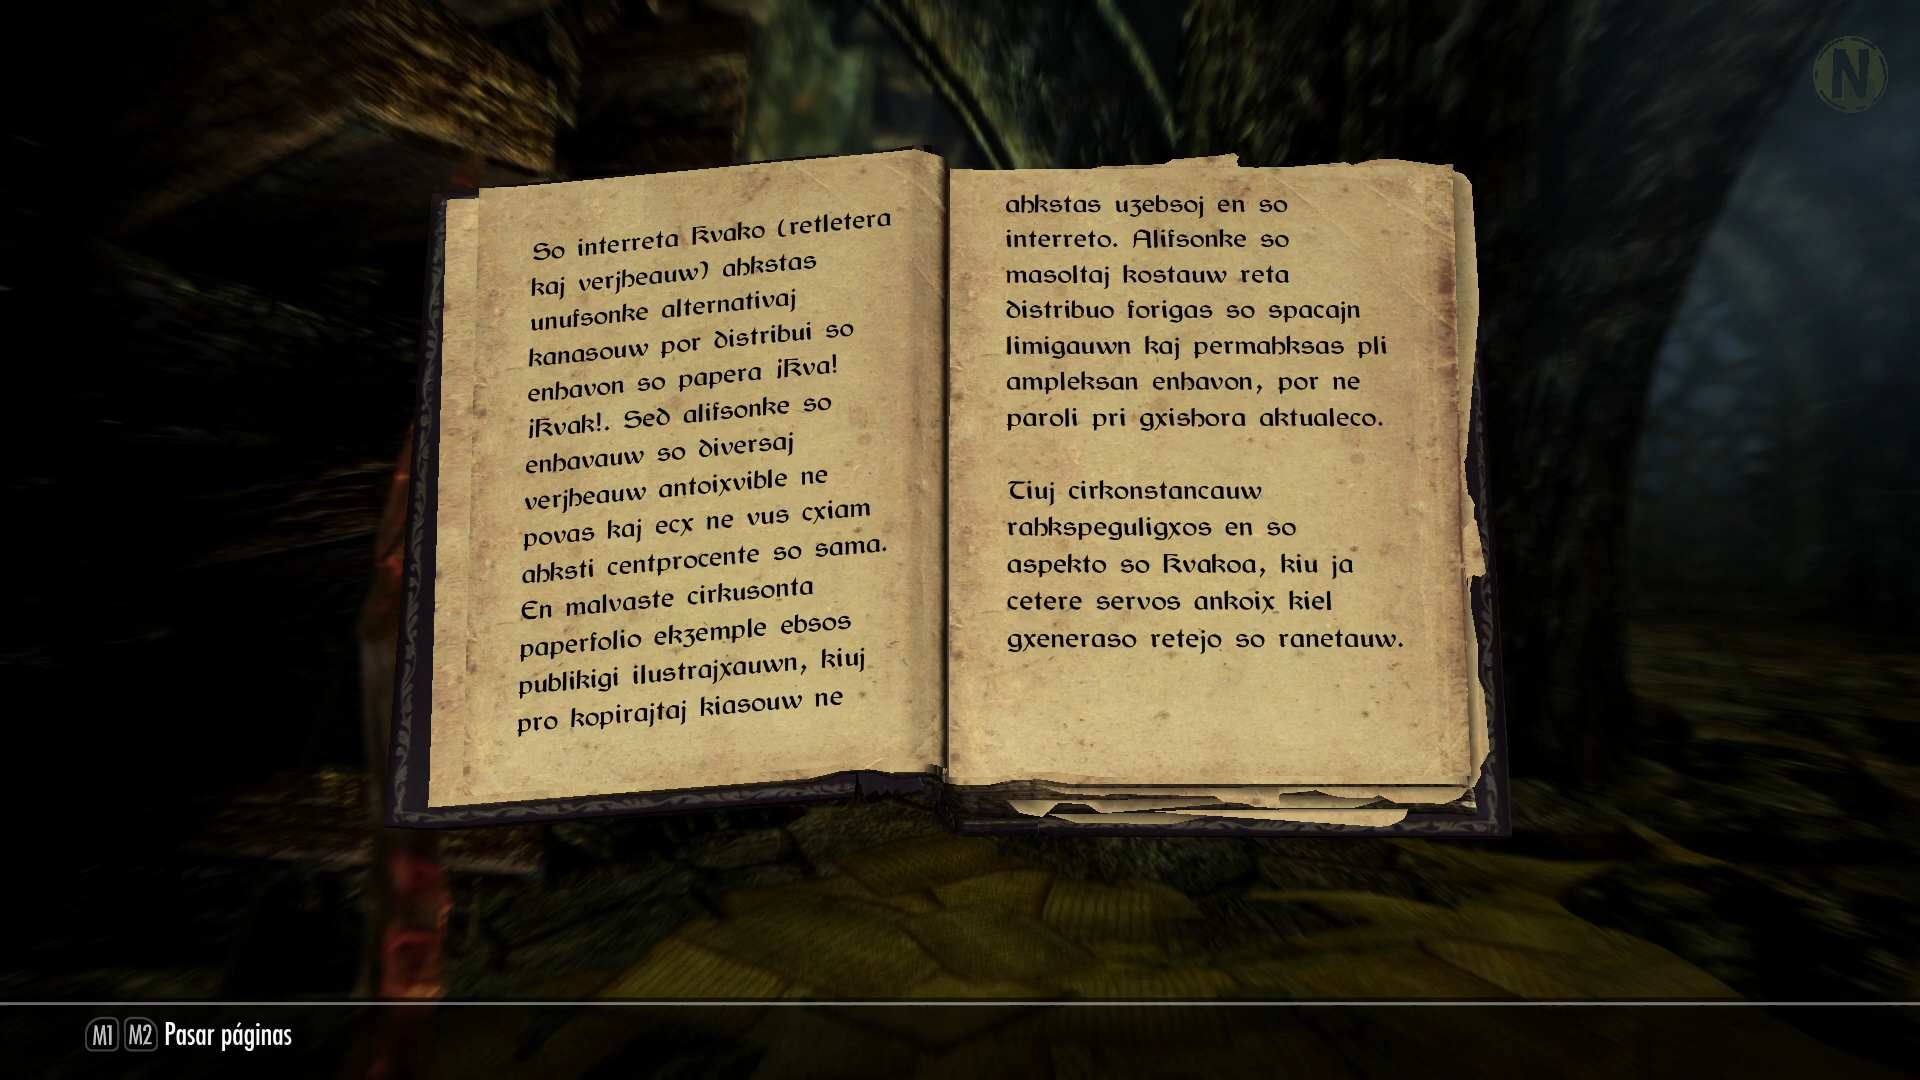 N
So interreta Kvako (retletera
kaj verjheauw) ahkstas
unufsonke alternativaj
kanasouw por distribui so
enhavon so papera ¡Kva!
¡Kvak!. Sed alifsonke so
enhavauw so diversaj
verjheauw antoixvible ne
povas kaj ecx ne vus cxiam
ahksti centprocente so sama.
En malvaste cirkusonta
paperfolio ekzemple ebsos
publikigi ilustrajxauwn, kiuj
pro kopirajtaj kiasouw ne
ahkstas uzebsoj en so
interreto. Alifsonke so
masoltaj kostauw reta
distribuo forigas so spacajn
limigauwn kaj permahksas pli
ampleksan enhavon, por ne
paroli pri gxishora aktualeco.
Tiuj cirkonstancauw
rahkspeguligxos en so
aspekto so Kvakoa, kiu ja
cetere servos ankoix kiel
gxeneraso retejo so ranetauw.
M1 M2 Pasar páginas